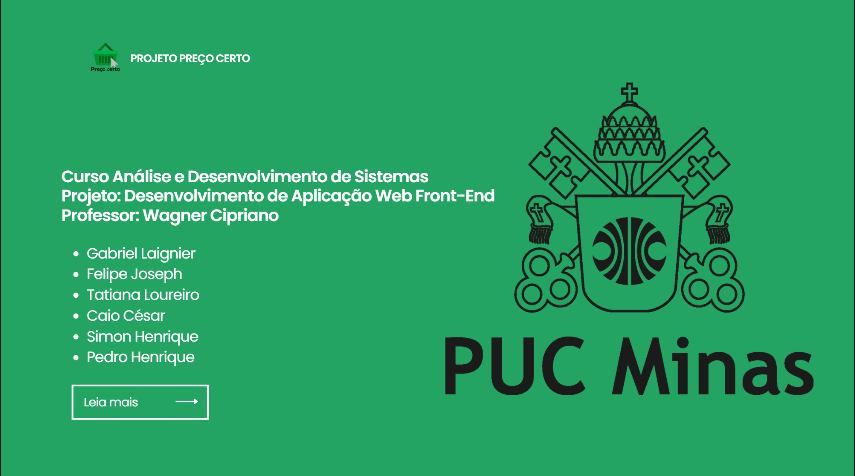 Preço certo
PROJETO PREÇO CERTO
Curso Análise e Desenvolvimento de Sistemas
Projeto: Desenvolvimento de Aplicação Web Front-End
Professor: Wagner Cipriano
• Gabriel Laignier
• Felipe Joseph
• Tatiana Loureiro
• Caio César
• Simon Henrique
• Pedro Henrique
Leia mais
PUC Minas